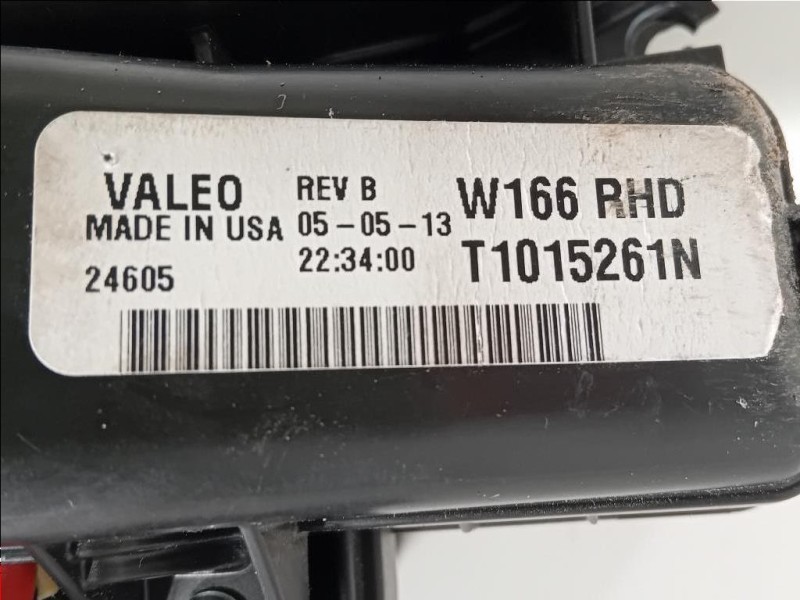 VALEO REV B W166 RHD
MADE IN USA 05-05-13 T1015261N
24605 22:34:00